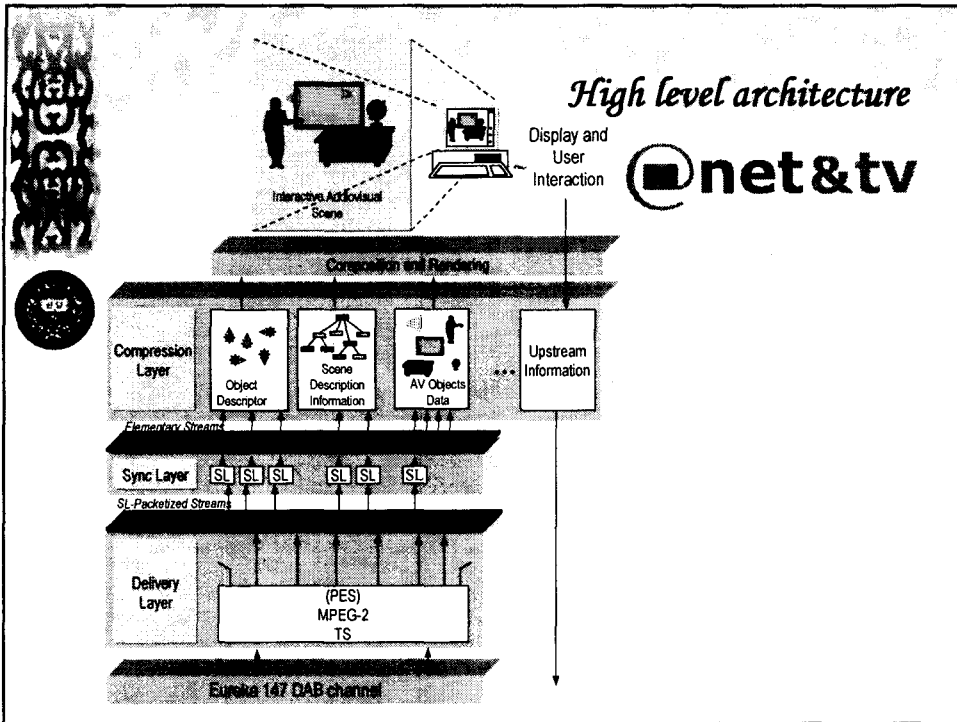 High level architecture
net&tv
Display and
User
Interaction
Interactive Audiovisual
Scene
Composition and Rendering
Compression
Layer
Object
Descriptor
Scene
Description
Information
AV Objects
Data
...
Upstream
Information
Elementary Streams
Sync Layer
SL SL SL SL SL SL
SL-Packetized Streams
Delivery
Layer
(PES)
MPEG-2
TS
Eureka 147 DAB channel